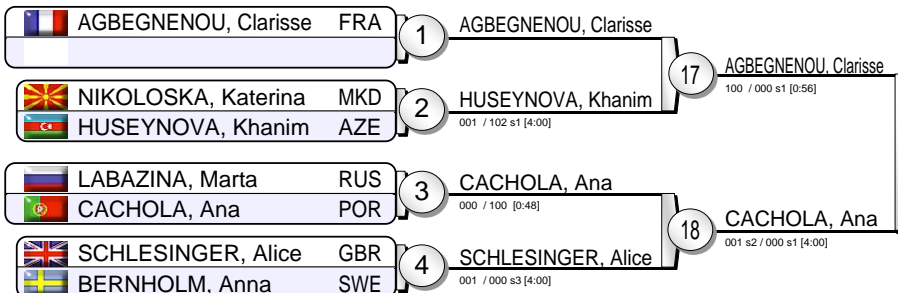 AGBEGNENOU, Clarisse FRA
1
AGBEGNENOU, Clarisse
NIKOLOSKA, Katerina MKD
HUSEYNOVA, Khanim AZE
2
HUSEYNOVA, Khanim
001 / 102 s1 [4:00]
17
AGBEGNENOU, Clarisse
100 / 000 s1 [0:56]
LABAZINA, Marta RUS
CACHOLA, Ana POR
3
CACHOLA, Ana
000 / 100 [0:48]
SCHLESINGER, Alice GBR
BERNHOLM, Anna SWE
4
SCHLESINGER, Alice
001 / 000 s3 [4:00]
18
CACHOLA, Ana
001 s2 / 000 s1 [4:00]